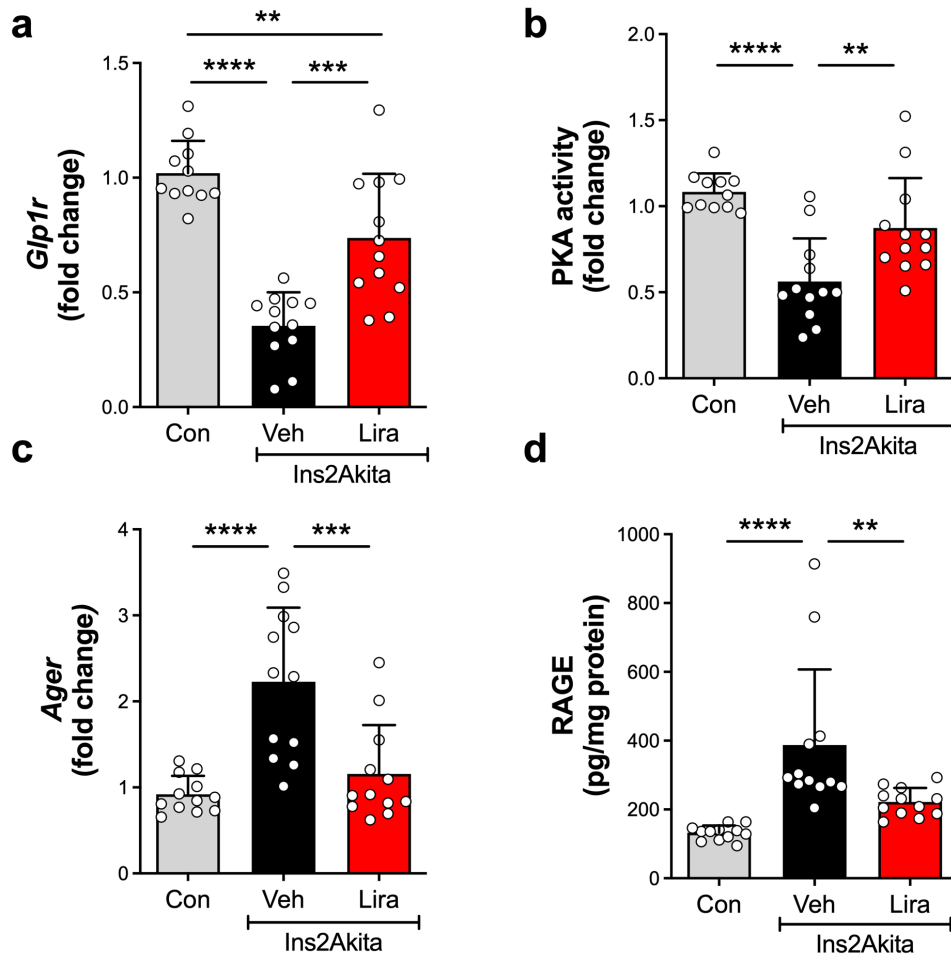 a
**
**** ***
1.5
1.0
0.5
0.0
Glp1r
(fold change)
Con Veh Lira
Ins2Akita
b
**** **
2.0
1.5
1.0
0.5
0.0
PKA activity
(fold change)
Con Veh Lira
Ins2Akita
c
**** ***
4
3
2
1
0
Ager
(fold change)
Con Veh Lira
Ins2Akita
d
**** **
1000
800
600
400
200
0
RAGE
(pg/mg protein)
Con Veh Lira
Ins2Akita